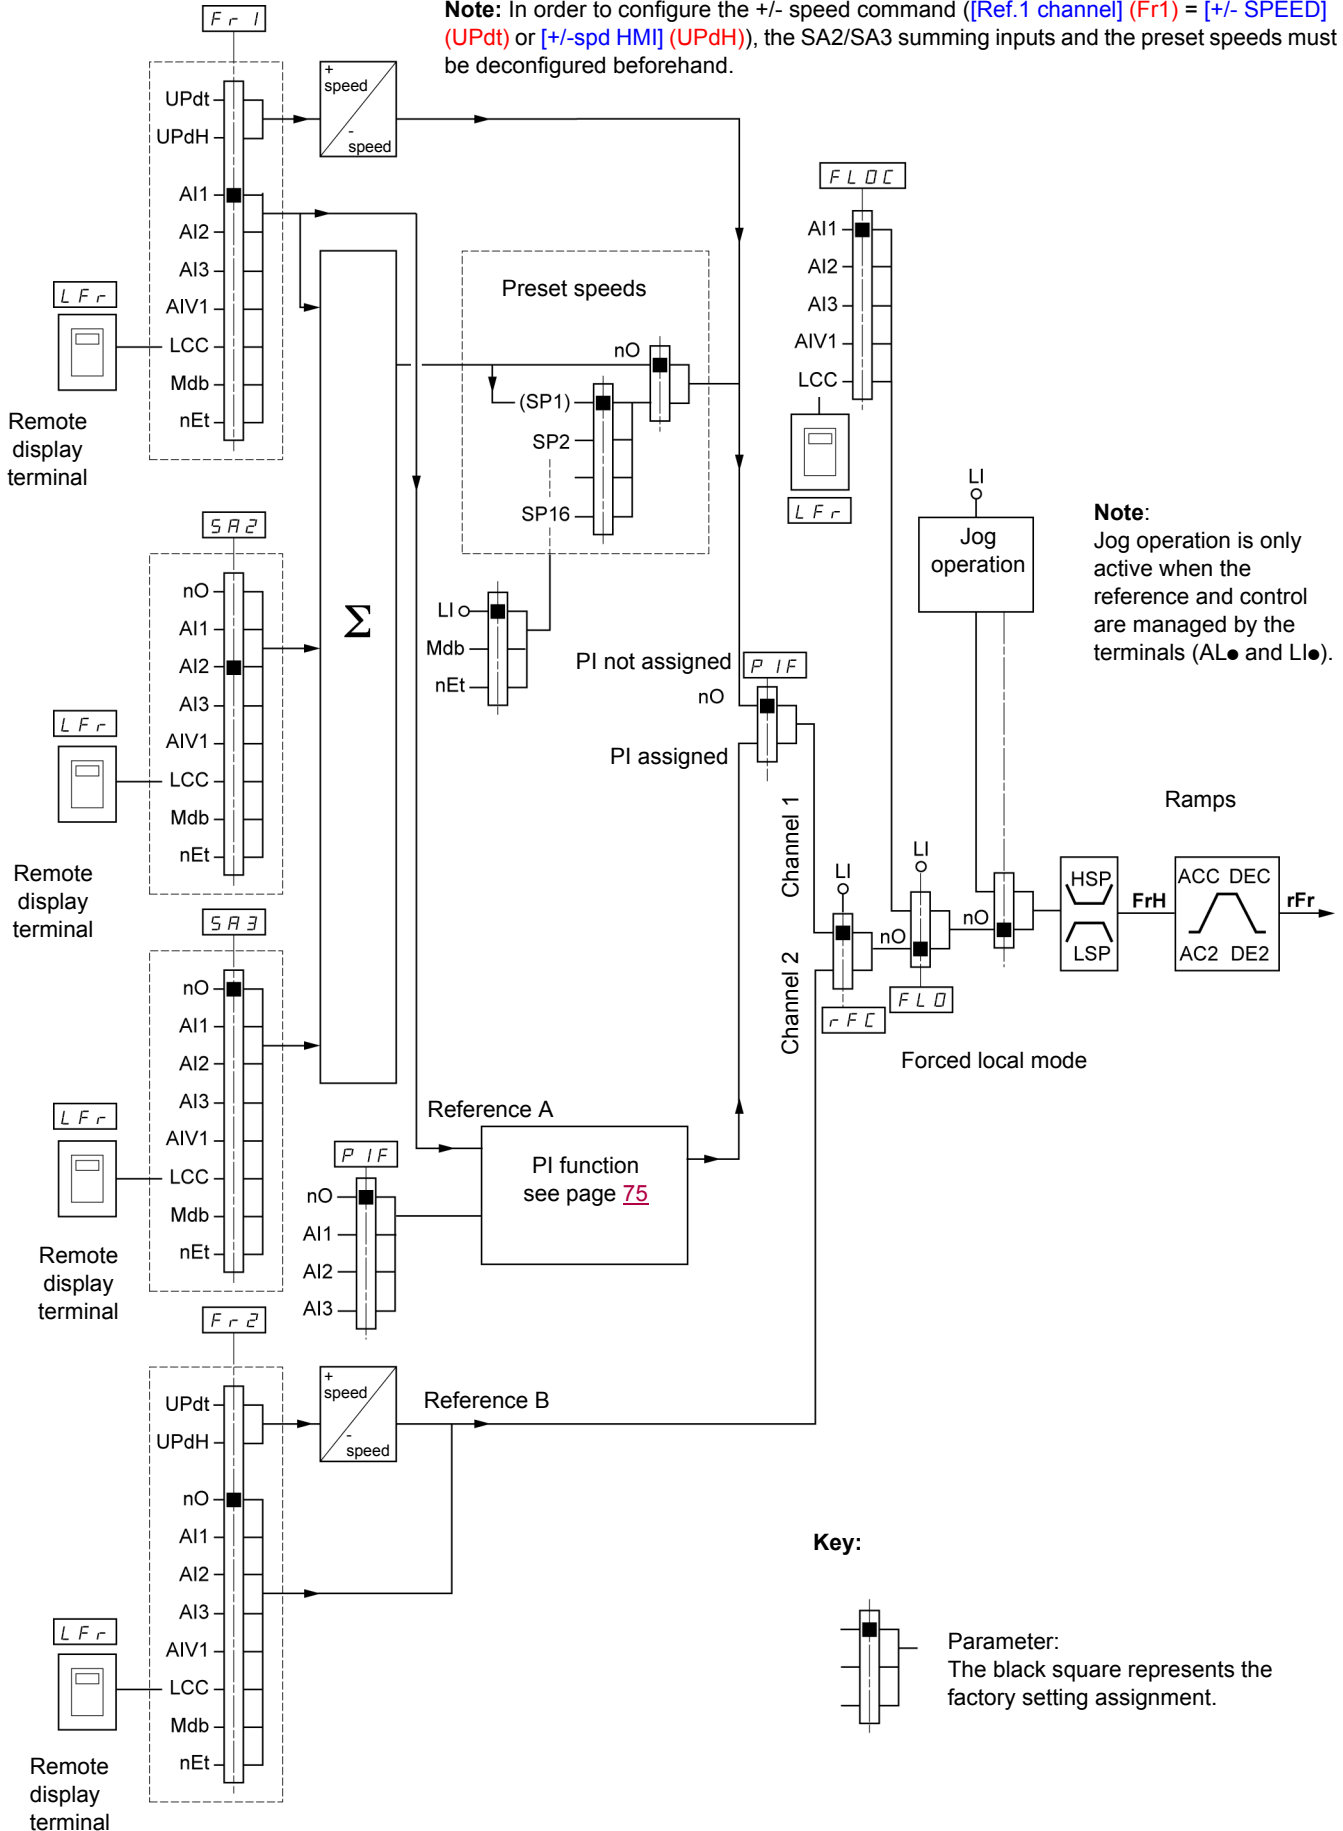 Fr1
Note: In order to configure the +/- speed command ([Ref.1 channel] (Fr1) = [+/- SPEED]
(UPdt) or [+/-spd HMI] (UPdH)), the SA2/SA3 summing inputs and the preset speeds must
be deconfigured beforehand.
UPdt
UPdH
AI1
AI2
AI3
AIV1
LCC
Mdb
nEt
+
speed
-
speed
LFr
Remote
display
terminal
Preset speeds
nO
(SP1)
SP2
SP16
LI
Mdb
nEt
FLOC
AI1
AI2
AI3
AIV1
LCC
LFr
LI
Jog
operation
Note:
Jog operation is only
active when the
reference and control
are managed by the
terminals (AL● and LI●).
SA2
nO
AI1
AI2
AI3
AIV1
LCC
Mdb
nEt
LFr
Remote
display
terminal
Σ
PI not assigned
PIF
nO
PI assigned
Channel 1
Channel 2
LI
rFC
LI
nO
FLO
Forced local mode
nO
HSP
LSP
FrH
Ramps
ACC DEC
AC2 DE2
rFr
SA3
nO
AI1
AI2
AI3
AIV1
LCC
Mdb
nEt
LFr
Remote
display
terminal
Reference A
PIF
nO
AI1
AI2
AI3
PI function
see page 75
Fr2
UPdt
UPdH
nO
AI1
AI2
AI3
AIV1
LCC
Mdb
nEt
+
speed
-
speed
Reference B
LFr
Remote
display
terminal
Key:
Parameter:
The black square represents the
factory setting assignment.